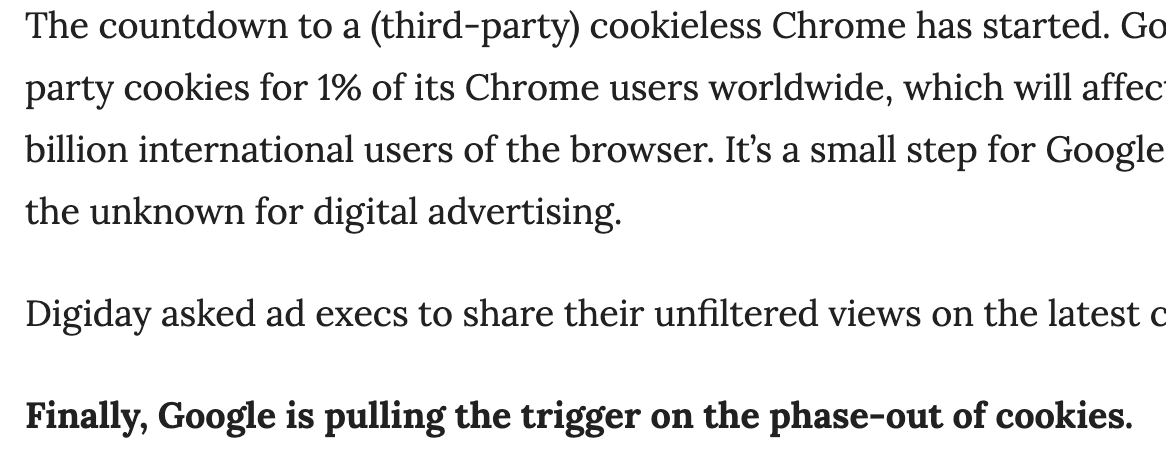 The countdown to a (third-party) cookieless Chrome has started. Go
party cookies for 1% of its Chrome users worldwide, which will affec
billion international users of the browser. It’s a small step for Google
the unknown for digital advertising.
Digiday asked ad execs to share their unfiltered views on the latest c
Finally, Google is pulling the trigger on the phase-out of cookies.